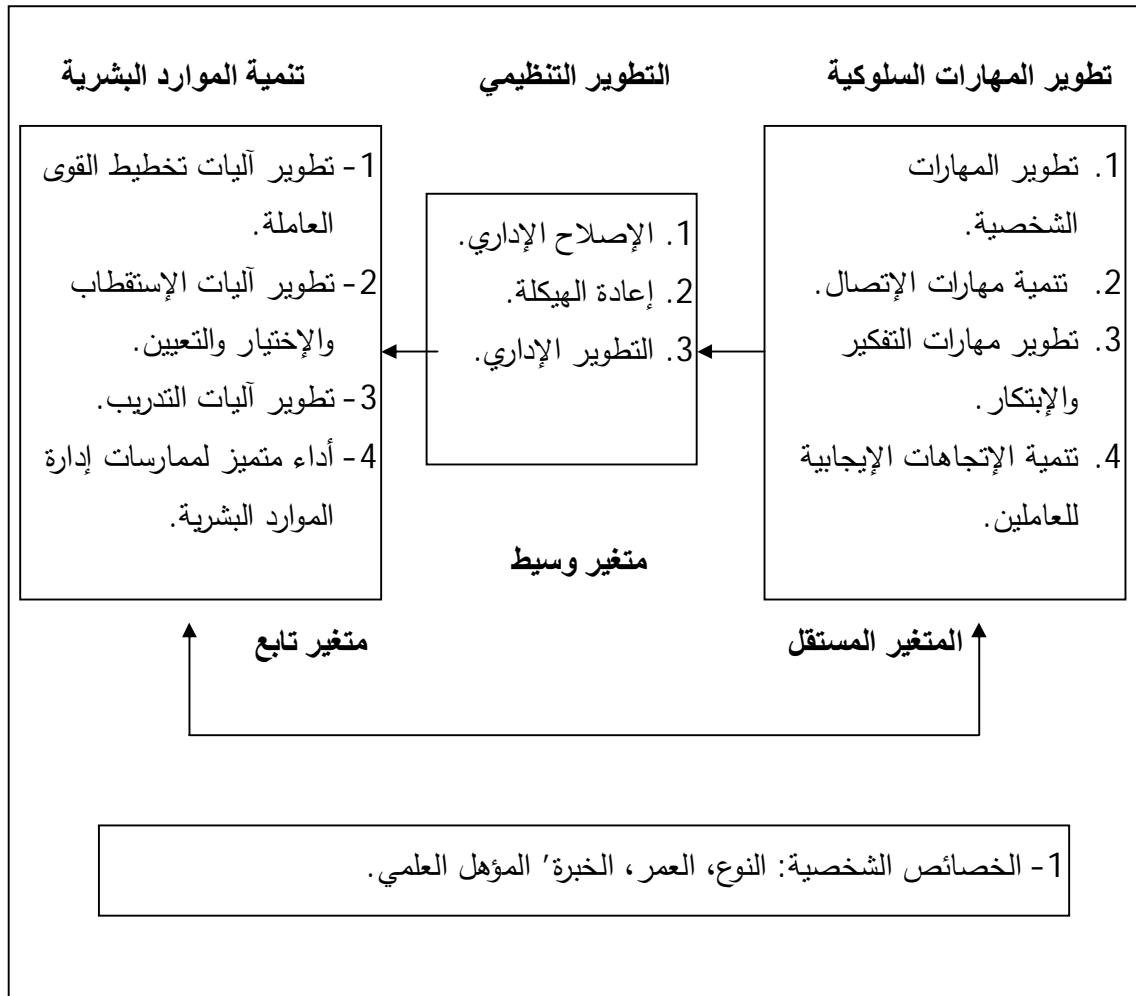 تطوير المهارات السلوكية
التطوير التنظيمي
تنمية الموارد البشرية
1. تطوير المهارات
الشخصية.
2. تنمية مهارات الإتصال.
3. تطوير مهارات التفكير
والإبتكار.
4. تنمية الإتجاهات الإيجابية
للعاملين.
1. الإصلاح الإداري.
2. إعادة الهيكلة.
3. التطوير الإداري.
1- تطوير آليات تخطيط القوى
العاملة.
2- تطوير آليات الإستقطاب
والإختيار والتعيين.
3- تطوير آليات التدريب.
4- أداء متميز لممارسات إدارة
الموارد البشرية.
متغير وسيط
المتغير المستقل
متغير تابع
1- الخصائص الشخصية: النوع، العمر، الخبرة′ المؤهل العلمي.